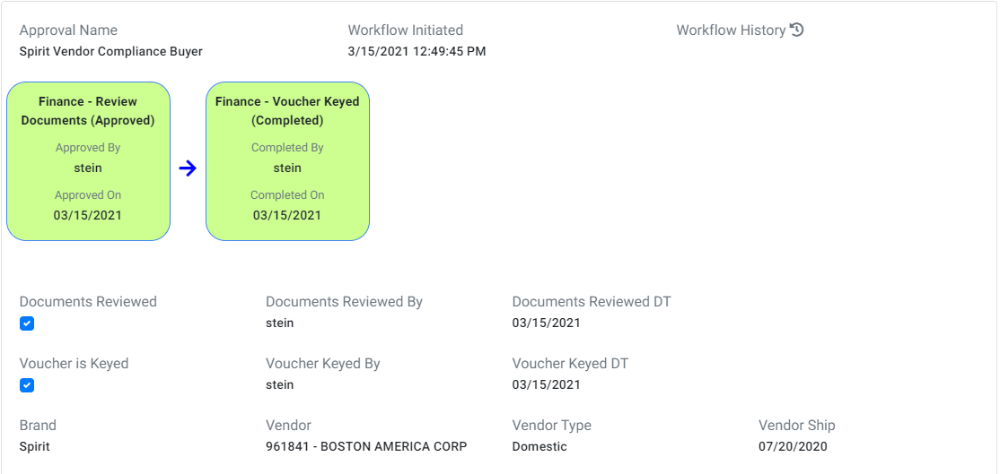 Approval Name
Spirit Vendor Compliance Buyer
Workflow Initiated
3/15/2021 12:49:45 PM
Workflow History
Finance - Review
Documents (Approved)
Approved By
stein
Approved On
03/15/2021
Finance - Voucher Keyed
(Completed)
Completed By
stein
Completed On
03/15/2021
Documents Reviewed
Documents Reviewed By
stein
Documents Reviewed DT
03/15/2021
Voucher is Keyed
Voucher Keyed By
stein
Voucher Keyed DT
03/15/2021
Brand
Spirit
Vendor
961841 - BOSTON AMERICA CORP
Vendor Type
Domestic
Vendor Ship
07/20/2020